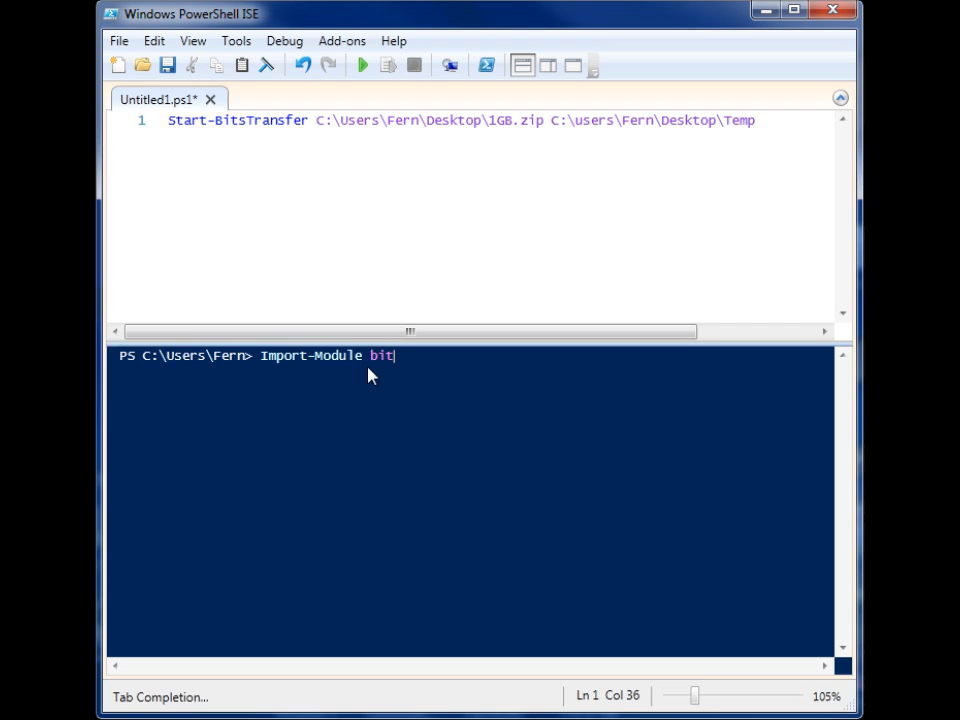 Windows PowerShell ISE
File Edit View Tools Debug Add-ons Help
Untitled1.ps1*
1 Start-BitsTransfer C:\Users\Fern\Desktop\1GB.zip C:\users\Fern\Desktop\Temp
PS C:\Users\Fern> Import-Module bit
Tab Completion... Ln 1 Col 36 105%